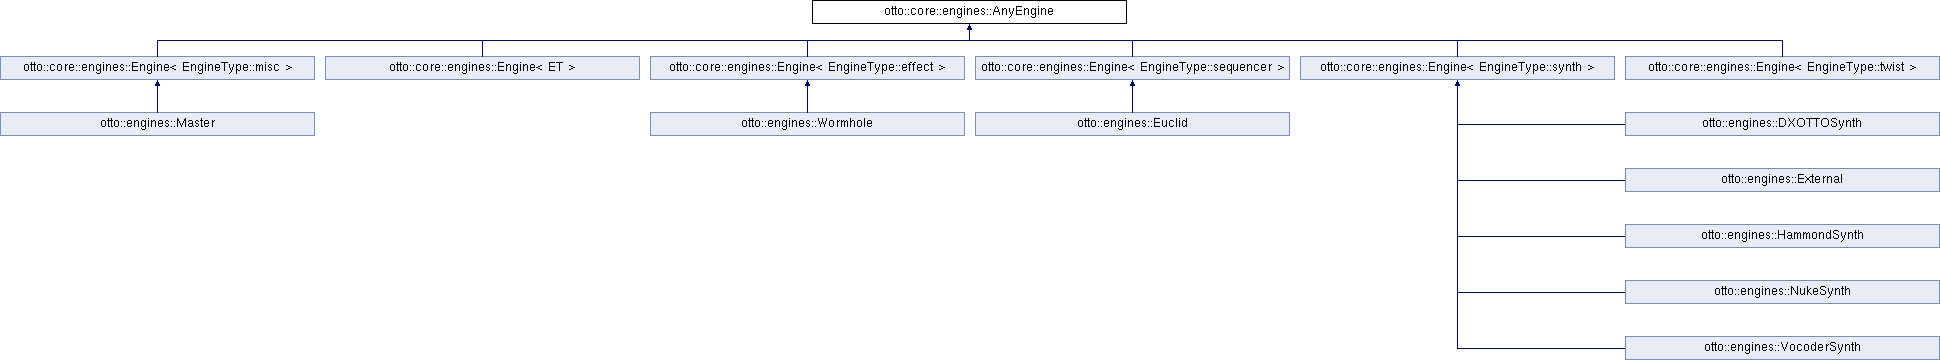 otto::core::engines::AnyEngine
otto::core::engines::Engine< EngineType::misc >
otto::core::engines::Engine< ET >
otto::core::engines::Engine< EngineType::effect >
otto::core::engines::Engine< EngineType::sequencer >
otto::core::engines::Engine< EngineType::synth >
otto::core::engines::Engine< EngineType::twist >
otto::engines::Master
otto::engines::Wormhole
otto::engines::Euclid
otto::engines::DXOTTOSynth
otto::engines::External
otto::engines::HammondSynth
otto::engines::NukeSynth
otto::engines::VocoderSynth